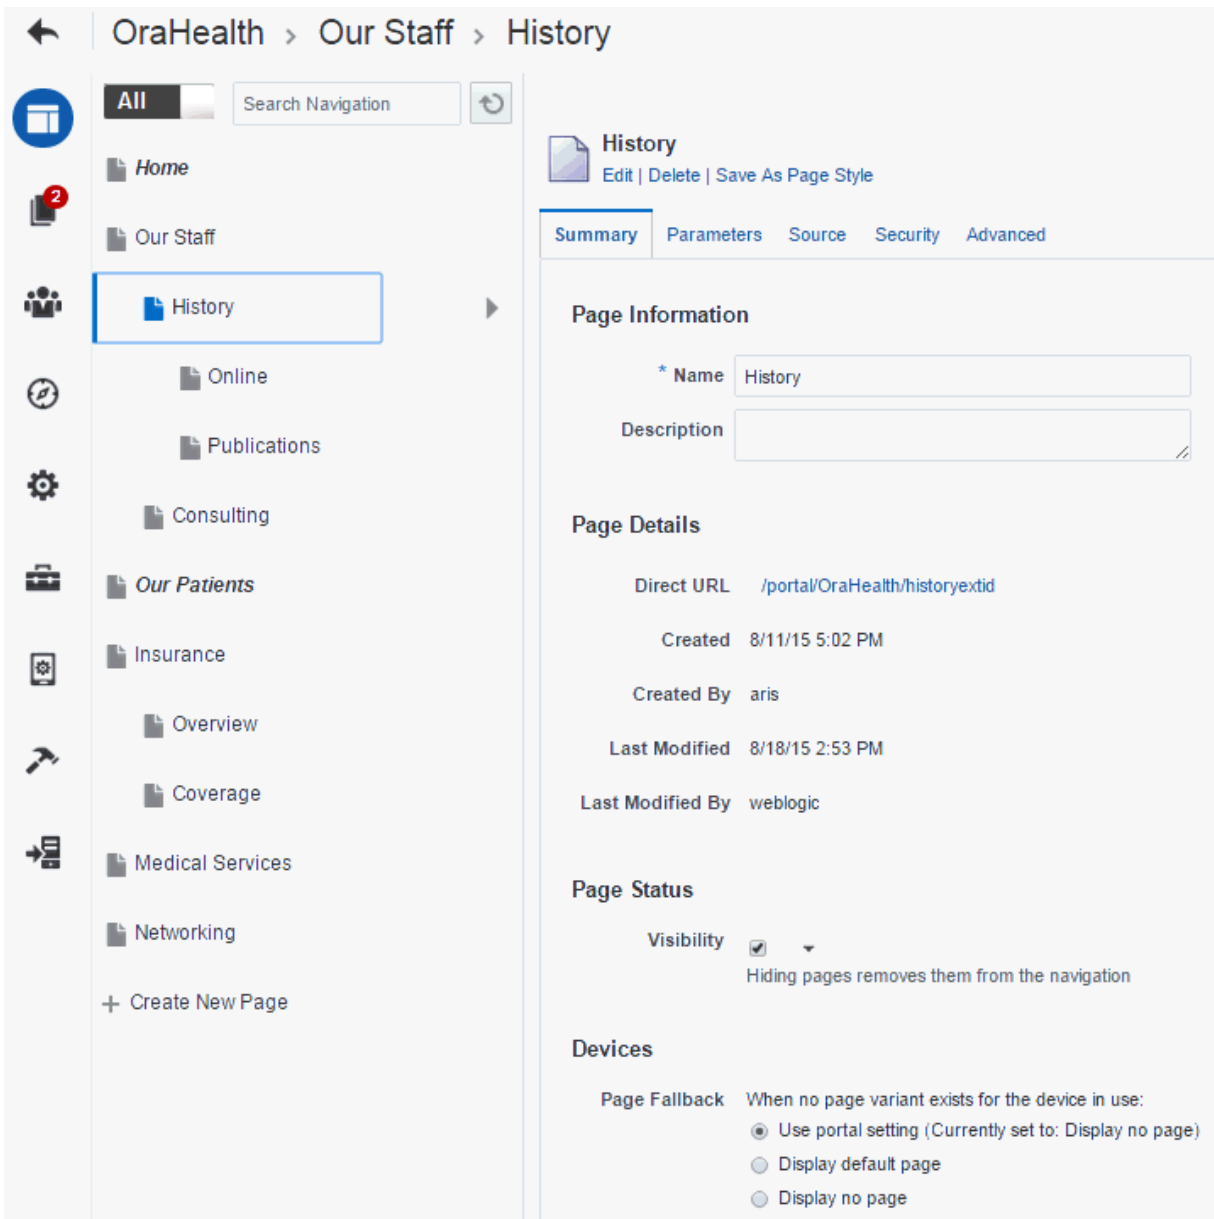 OraHealth > Our Staff > History
All
Search Navigation
2
Home
Our Staff
History
Online
Publications
Consulting
Our Patients
Insurance
Overview
Coverage
Medical Services
Networking
+ Create New Page
History
Edit | Delete | Save As Page Style
Summary Parameters Source Security Advanced
Page Information
* Name History
Description
Page Details
Direct URL /portal/OraHealth/historyextid
Created 8/11/15 5:02 PM
Created By aris
Last Modified 8/18/15 2:53 PM
Last Modified By weblogic
Page Status
Visibility
Hiding pages removes them from the navigation
Devices
Page Fallback When no page variant exists for the device in use:
Use portal setting (Currently set to: Display no page)
Display default page
Display no page